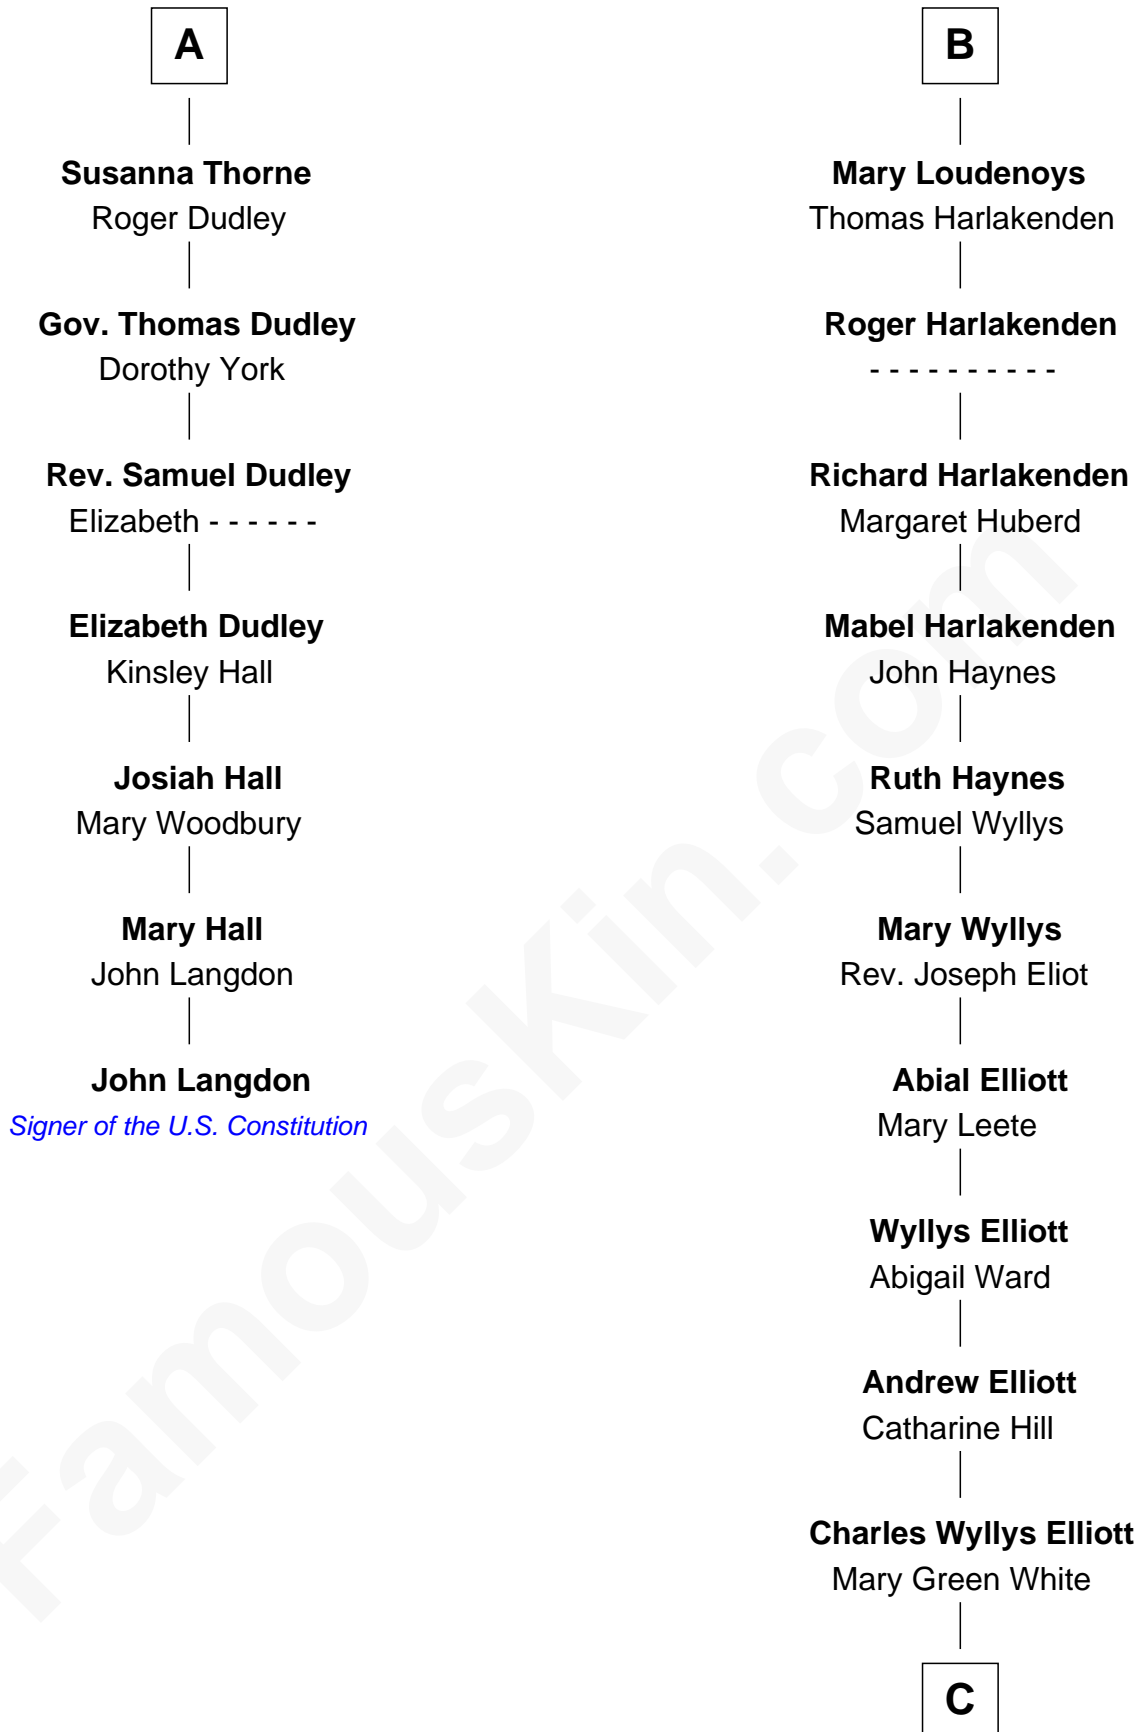 A
Susanna Thorne
Roger Dudley
Gov. Thomas Dudley
Dorothy York
Rev. Samuel Dudley
Elizabeth - - - - - -
Elizabeth Dudley
Kinsley Hall
Josiah Hall
Mary Woodbury
Mary Hall
John Langdon
John Langdon
Signer of the U.S. Constitution
B
Mary Loudenoys
Thomas Harlakenden
Roger Harlakenden
- - - - - - - - - -
Richard Harlakenden
Margaret Huberd
Mabel Harlakenden
John Haynes
Ruth Haynes
Samuel Wyllys
Mary Wyllys
Rev. Joseph Eliot
Abial Elliott
Mary Leete
Wyllys Elliott
Abigail Ward
Andrew Elliott
Catharine Hill
Charles Wyllys Elliott
Mary Green White
C
FamousKin.com